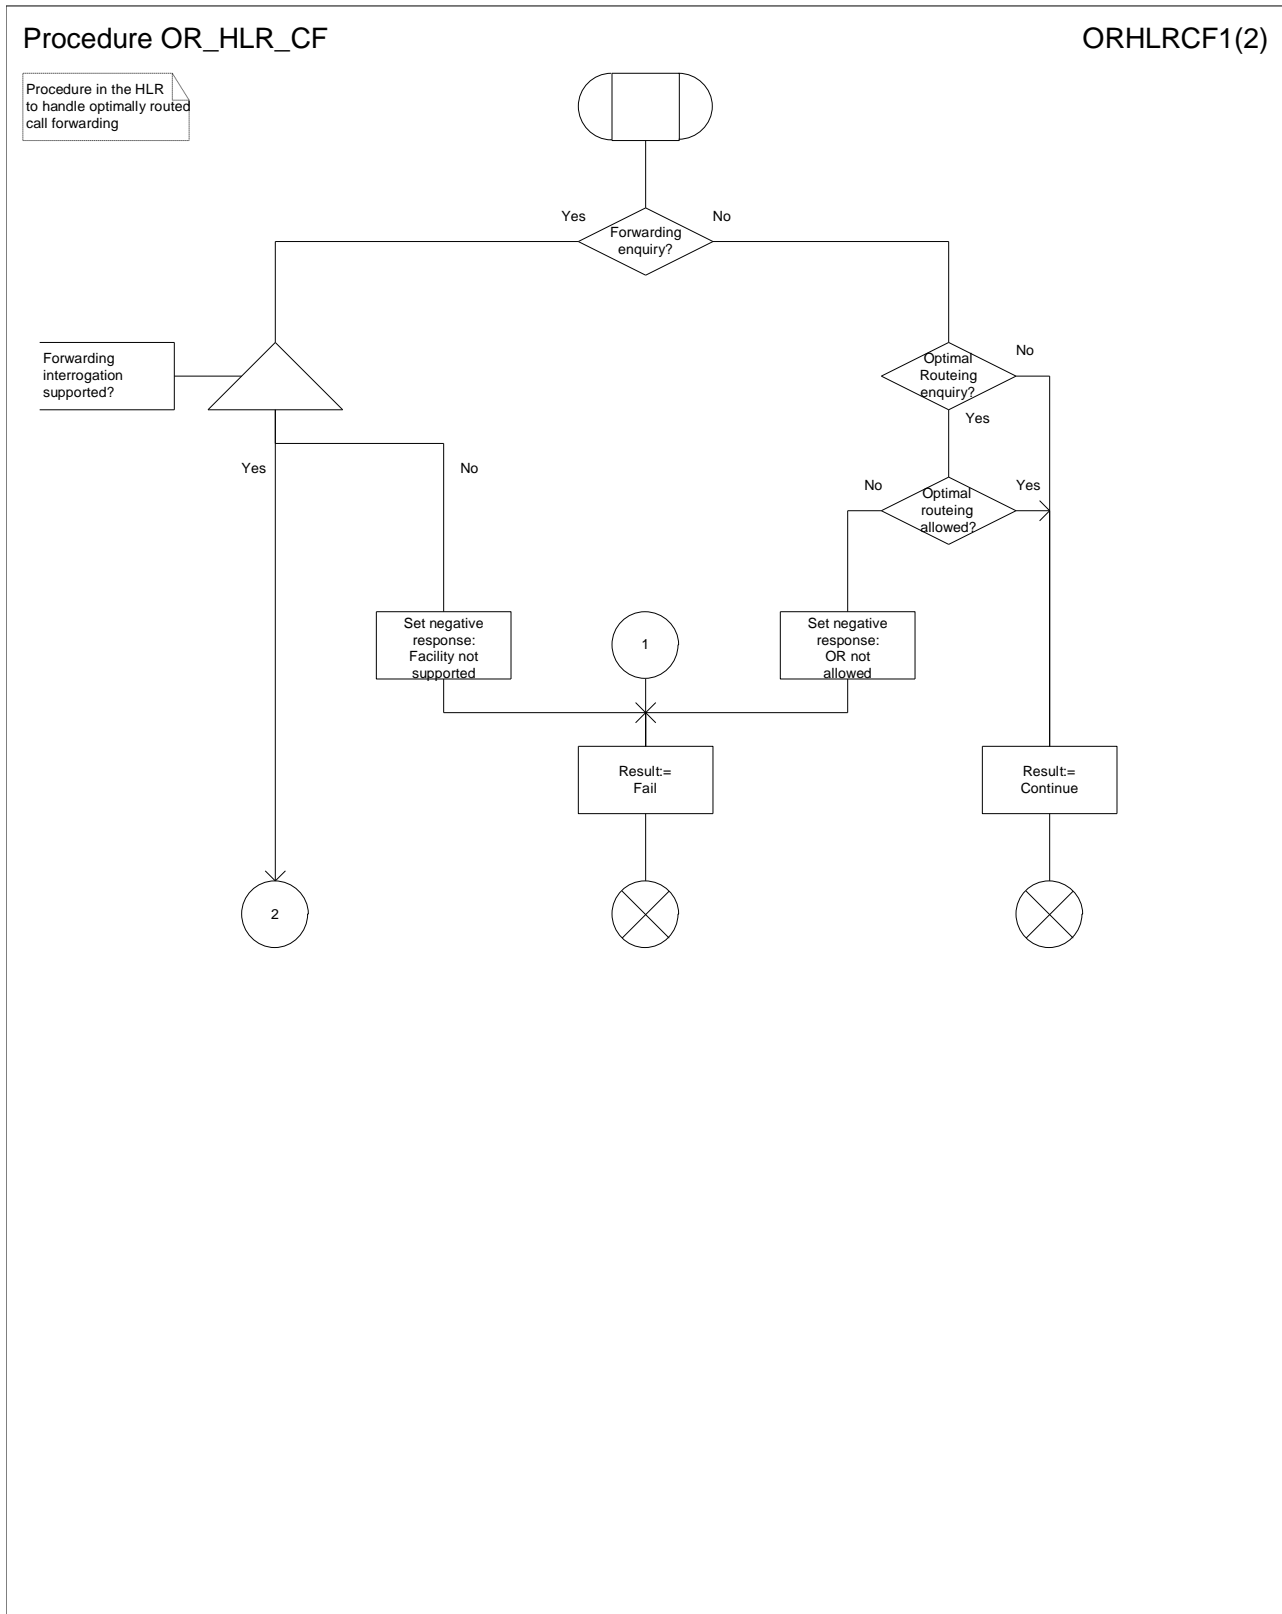 Procedure OR_HLR_CF
ORHLRCF1(2)
Procedure in the HLR
to handle optimally routed
call forwarding
Yes
No
Forwarding
enquiry?
Forwarding
interrogation
supported?
No
Optimal
Routeing
enquiry?
Yes
Yes
No
No
Yes
Optimal
routeing
allowed?
Set negative
response:
Facility not
supported
1
Set negative
response:
OR not
allowed
Result:=
Fail
Result:=
Continue
2